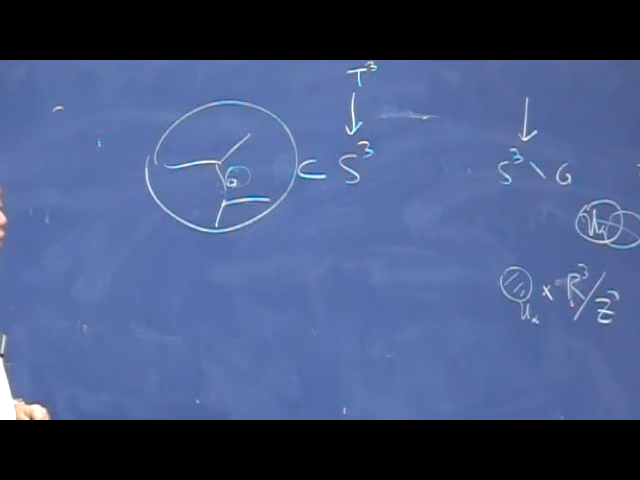 T³
⊂ S³
S³ \ G
U_α
U_α × R³/Z³